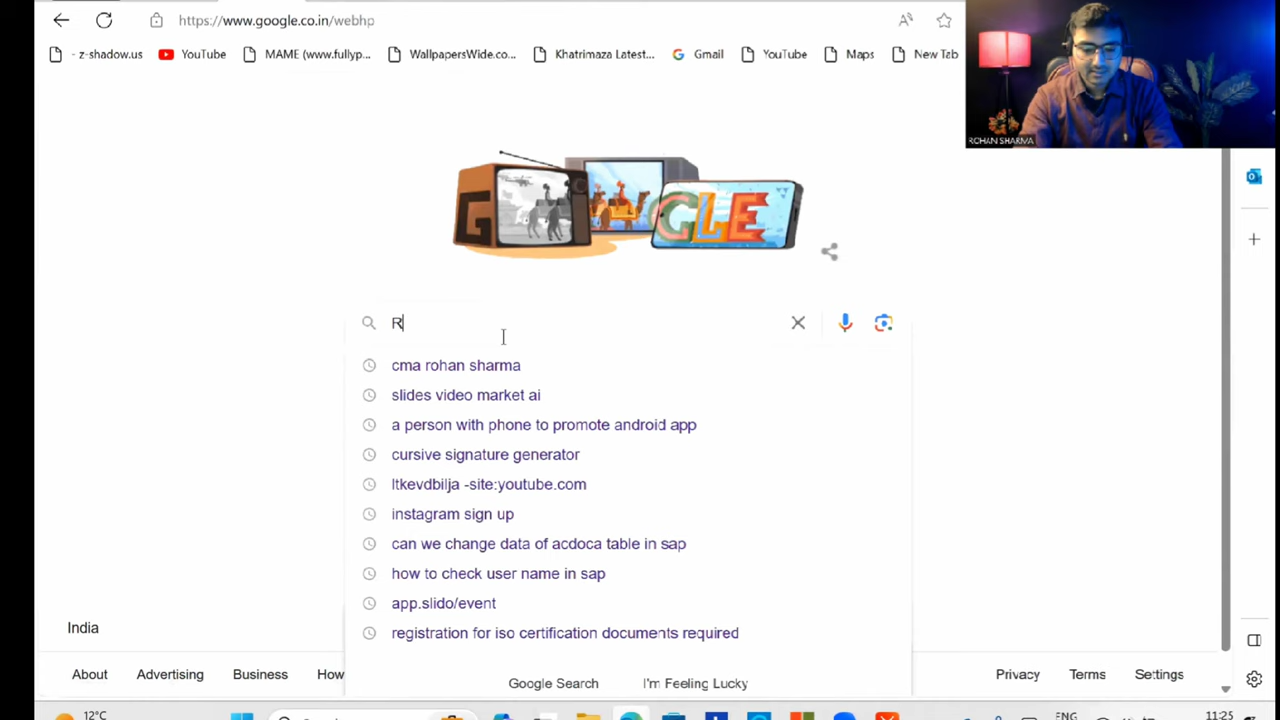 https://www.google.co.in/webhp
- z-shadow.us
YouTube
MAME (www.fullyp...
WallpapersWide.co...
Khatrimaza Latest...
Gmail
YouTube
Maps
New Tab
ROHAN SHARMA
G GLE
R
cma rohan sharma
slides video market ai
a person with phone to promote android app
cursive signature generator
ltkevdbilja -site:youtube.com
instagram sign up
can we change data of acdoca table in sap
how to check user name in sap
app.slido/event
registration for iso certification documents required
India
About
Advertising
Business
How
Google Search
I'm Feeling Lucky
Privacy
Terms
Settings
12°C
ENG
11:25